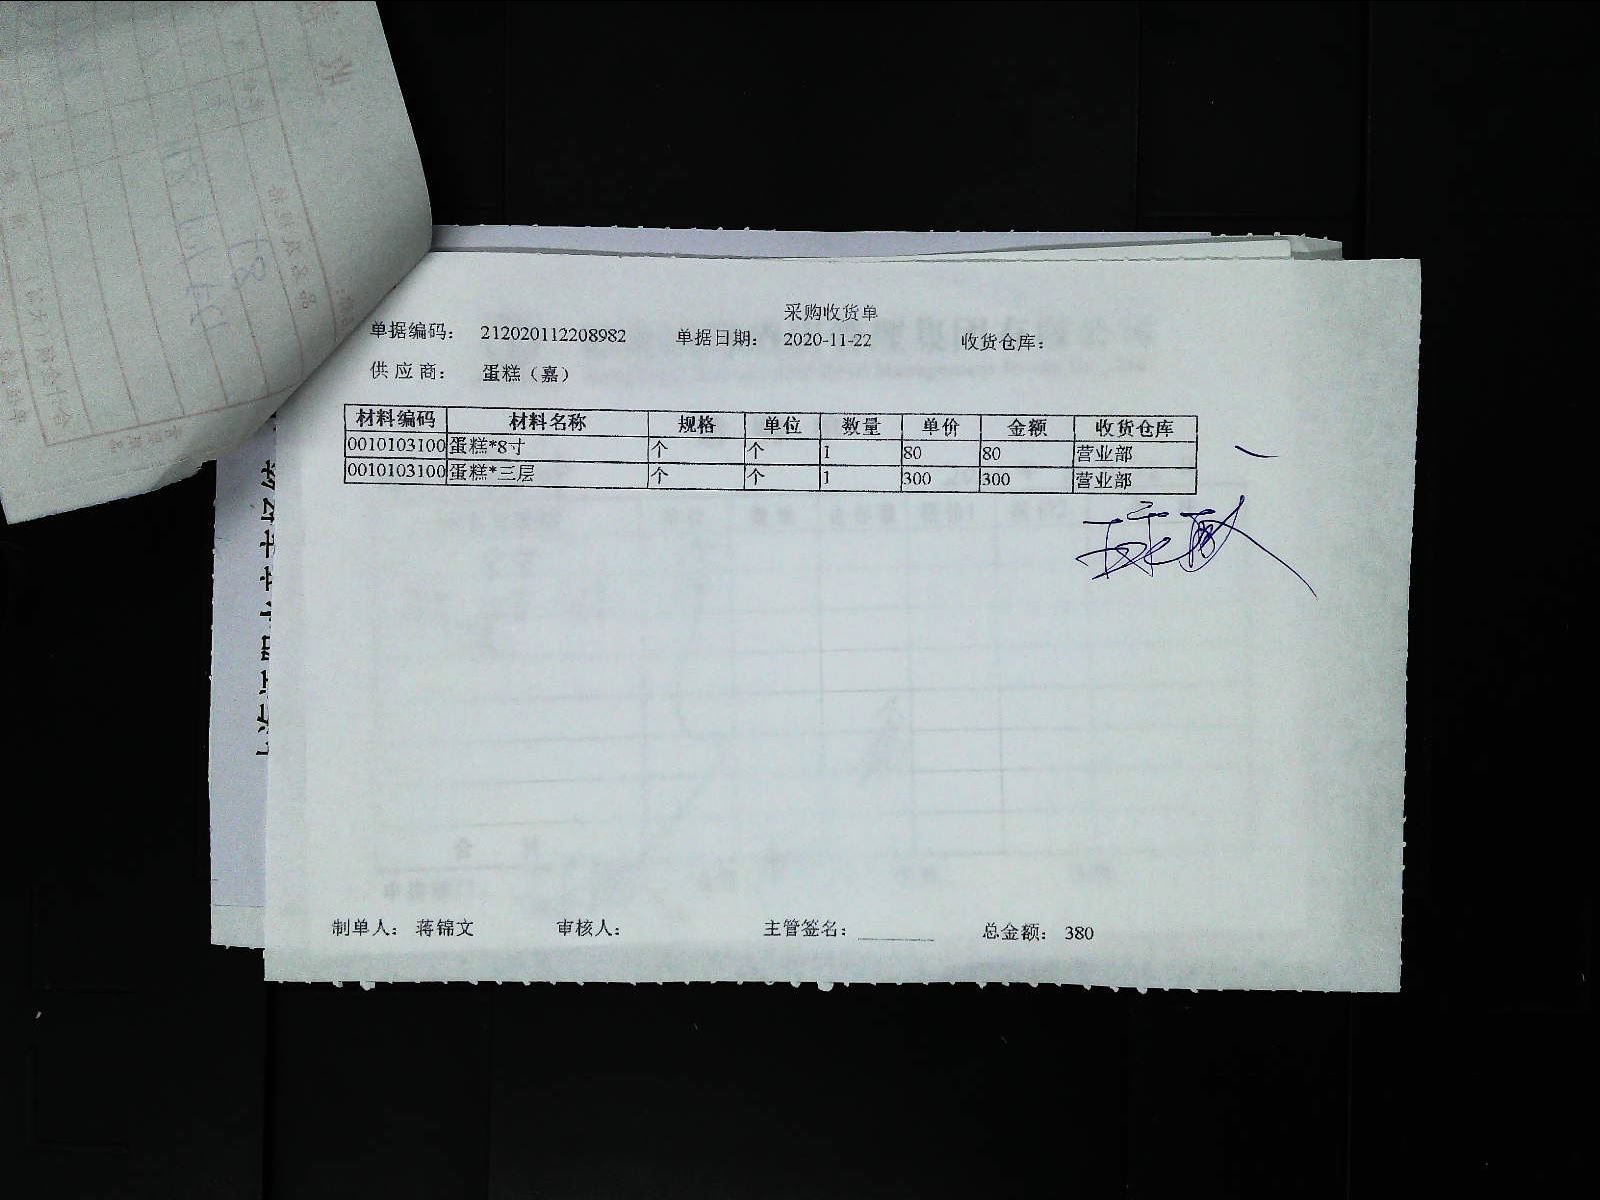 采购收货单
单据编码： 212020112208982 单据日期： 2020-11-22 收货仓库：
供应商： 蛋糕（嘉）
材料编码 材料名称 规格 单位 数量 单价 金额 收货仓库
0010103100 蛋糕*8寸 个 个 1 80 80 营业部
0010103100 蛋糕*三层 个 个 1 300 300 营业部
制单人： 蒋锦文 审核人： 主管签名： 总金额： 380